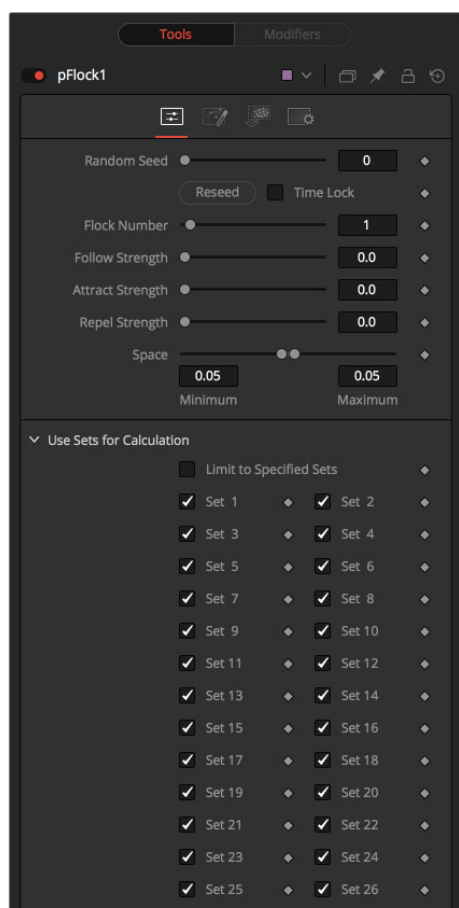 Tools Modifiers
pFlock1
Random Seed 0
Reseed Time Lock
Flock Number 1
Follow Strength 0.0
Attract Strength 0.0
Repel Strength 0.0
Space
0.05 0.05
Minimum Maximum
Use Sets for Calculation
Limit to Specified Sets
Set 1 Set 2
Set 3 Set 4
Set 5 Set 6
Set 7 Set 8
Set 9 Set 10
Set 11 Set 12
Set 13 Set 14
Set 15 Set 16
Set 17 Set 18
Set 19 Set 20
Set 21 Set 22
Set 23 Set 24
Set 25 Set 26